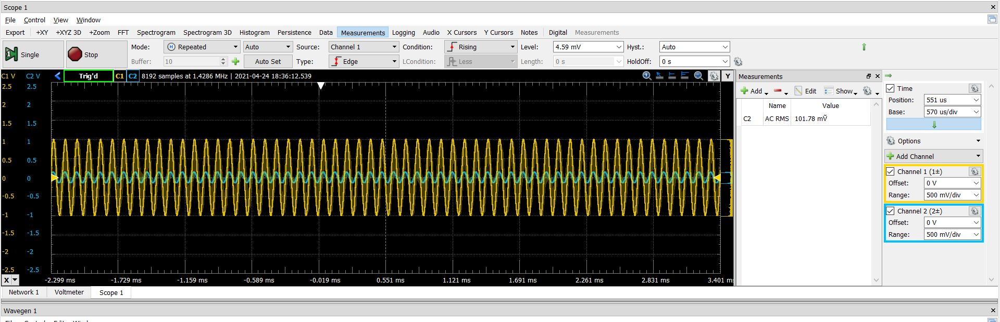 Scope 1
File Control View Window
Export +XY +XYZ 3D +Zoom FFT Spectrogram Spectrogram 3D Histogram Persistence Data Measurements Logging Audio X Cursors Y Cursors Notes Digital Measurements
Single Stop Mode: Repeated Auto Source: Channel 1 Condition: Rising Level: 4.59 mV Hyst.: Auto
Buffer: 10 Auto Set Type: Edge LCondition: Less Length: 0 s HoldOff: 0 s
C1 V C2 V Trig'd C1 C2 8192 samples at 1.4286 MHz | 2021-04-24 18:36:12.539 Y
2.5 2.5
2 2
1.5 1.5
1 1
0.5 0.5
0 0
-0.5 -0.5
-1 -1
-1.5 -1.5
-2 -2
-2.5 -2.5
X -2.299 ms -1.729 ms -1.159 ms -0.589 ms -0.019 ms 0.551 ms 1.121 ms 1.691 ms 2.261 ms 2.831 ms 3.401 ms
Measurements
Add Edit Show
Name Value
C2 AC RMS 101.78 mṼ
Time
Position: 551 us
Base: 570 us/div
Options
Add Channel
Channel 1 (1±)
Offset: 0 V
Range: 500 mV/div
Channel 2 (2±)
Offset: 0 V
Range: 500 mV/div
Network 1 Voltmeter Scope 1
Wavegen 1